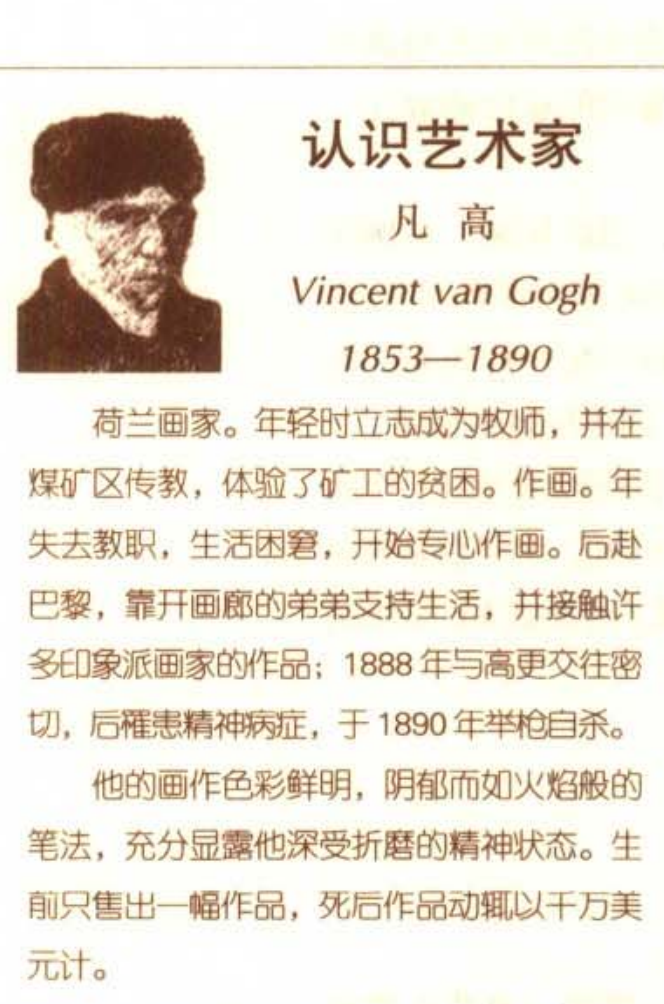 认识艺术家
凡 高
Vincent van Gogh
1853—1890
荷兰画家。年轻时立志成为牧师，并在
煤矿区传教，体验了矿工的贫困。作画。年
失去教职，生活困窘，开始专心作画。后赴
巴黎，靠开画廊的弟弟支持生活，并接触许
多印象派画家的作品；1888 年与高更交往密
切，后罹患精神病症，于 1890 年举枪自杀。
他的画作色彩鲜明，阴郁而如火焰般的
笔法，充分显露他深受折磨的精神状态。生
前只售出一幅作品，死后作品动辄以千万美
元计。